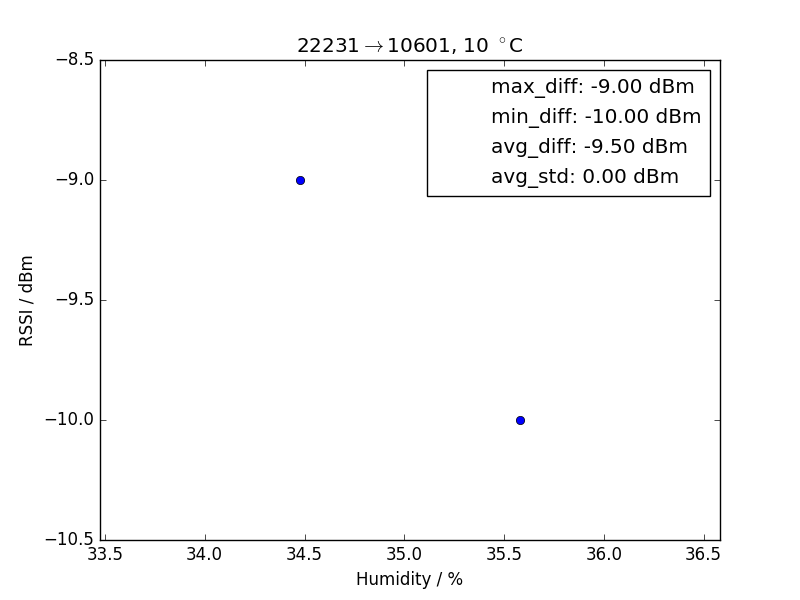 22231→10601, 10 °C
max_diff: -9.00 dBm
min_diff: -10.00 dBm
avg_diff: -9.50 dBm
avg_std: 0.00 dBm
−8.5
−9.0
−9.5
−10.0
−10.5
RSSI / dBm
33.5 34.0 34.5 35.0 35.5 36.0 36.5
Humidity / %